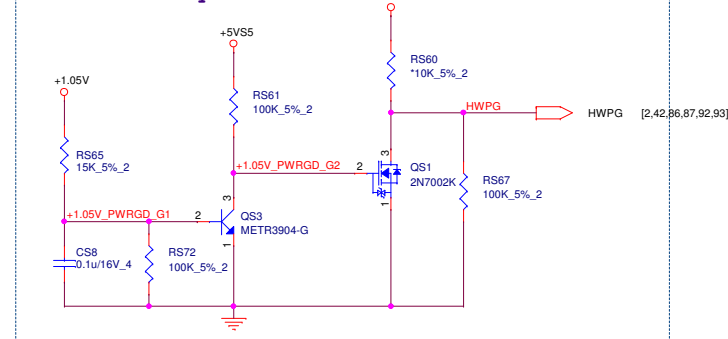 +5VS5
RS60
*10K_5%_2
+1.05V
RS61
100K_5%_2
HWPG
HWPG [2,42,86,87,92,93]
RS65
15K_5%_2
+1.05V_PWRGD_G2
2
3
1
QS1
2N7002K
RS67
100K_5%_2
+1.05V_PWRGD_G1
2
3
1
QS3
METR3904-G
CS8
0.1u/16V_4
RS72
100K_5%_2